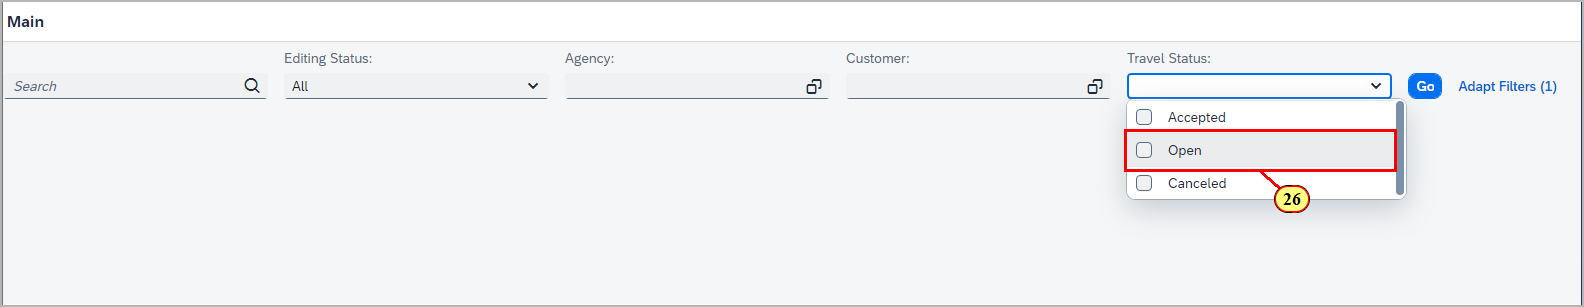 Main
Editing Status: Agency: Customer: Travel Status:
Search All Go Adapt Filters (1)
Accepted
Open
Canceled
26